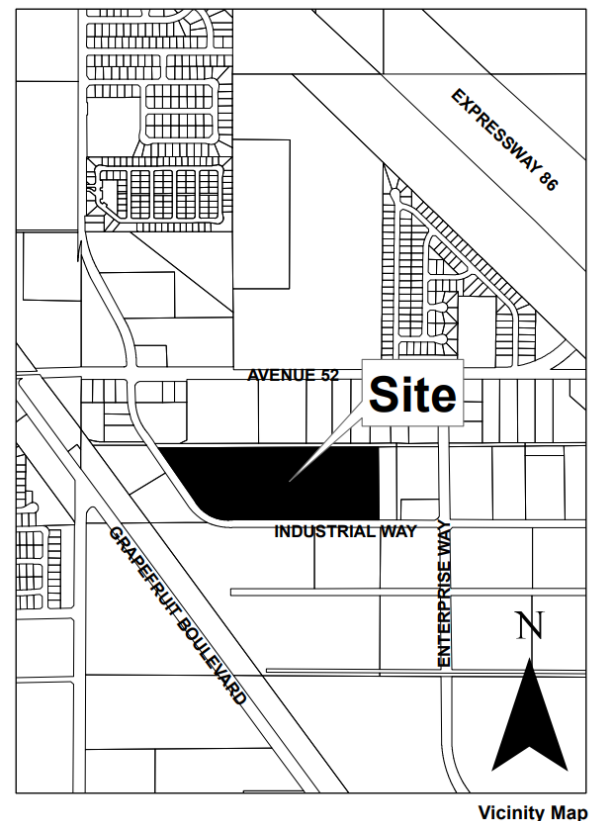 EXPRESSWAY 86
AVENUE 52
Site
INDUSTRIAL WAY
GRAPEFRUIT BOULEVARD
ENTERPRISE WAY
N
Vicinity Map